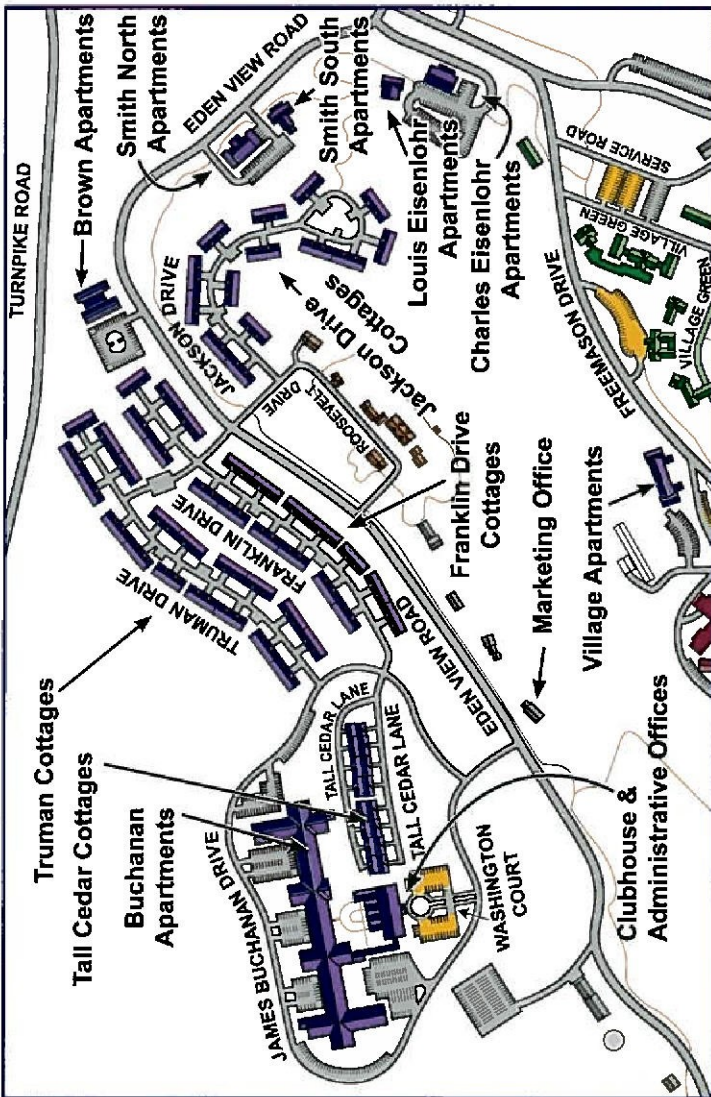 TURNPIKE ROAD
Brown Apartments
Smith North
Apartments
EDEN VIEW ROAD
Smith South
Apartments
Truman Cottages
Tall Cedar Cottages
Buchanan
Apartments
JACKSON DRIVE
Jackson Drive
Cottages
Louis Eisenlohr
Apartments
Charles Eisenlohr
Apartments
TRUMAN DRIVE
FRANKLIN DRIVE
ROOSEVELT
DRIVE
SERVICE ROAD
VILLAGE GREEN
VILLAGE GREEN
FREEMASON DRIVE
Franklin Drive
Cottages
JAMES BUCHANAN DRIVE
TALL CEDAR LANE
TALL CEDAR LANE
EDEN VIEW ROAD
Marketing Office
Village Apartments
WASHINGTON
COURT
Clubhouse &
Administrative Offices